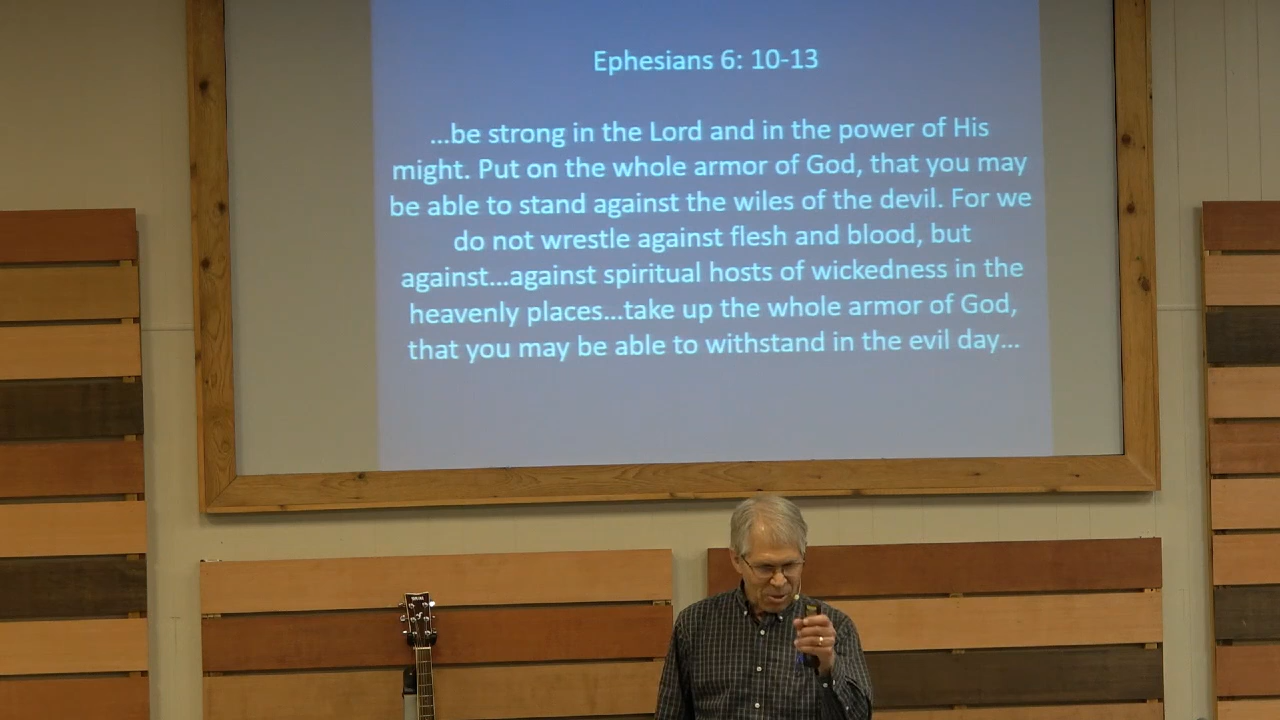 Ephesians 6: 10-13
...be strong in the Lord and in the power of His
might. Put on the whole armor of God, that you may
be able to stand against the wiles of the devil. For we
do not wrestle against flesh and blood, but
against...against spiritual hosts of wickedness in the
heavenly places...take up the whole armor of God,
that you may be able to withstand in the evil day...